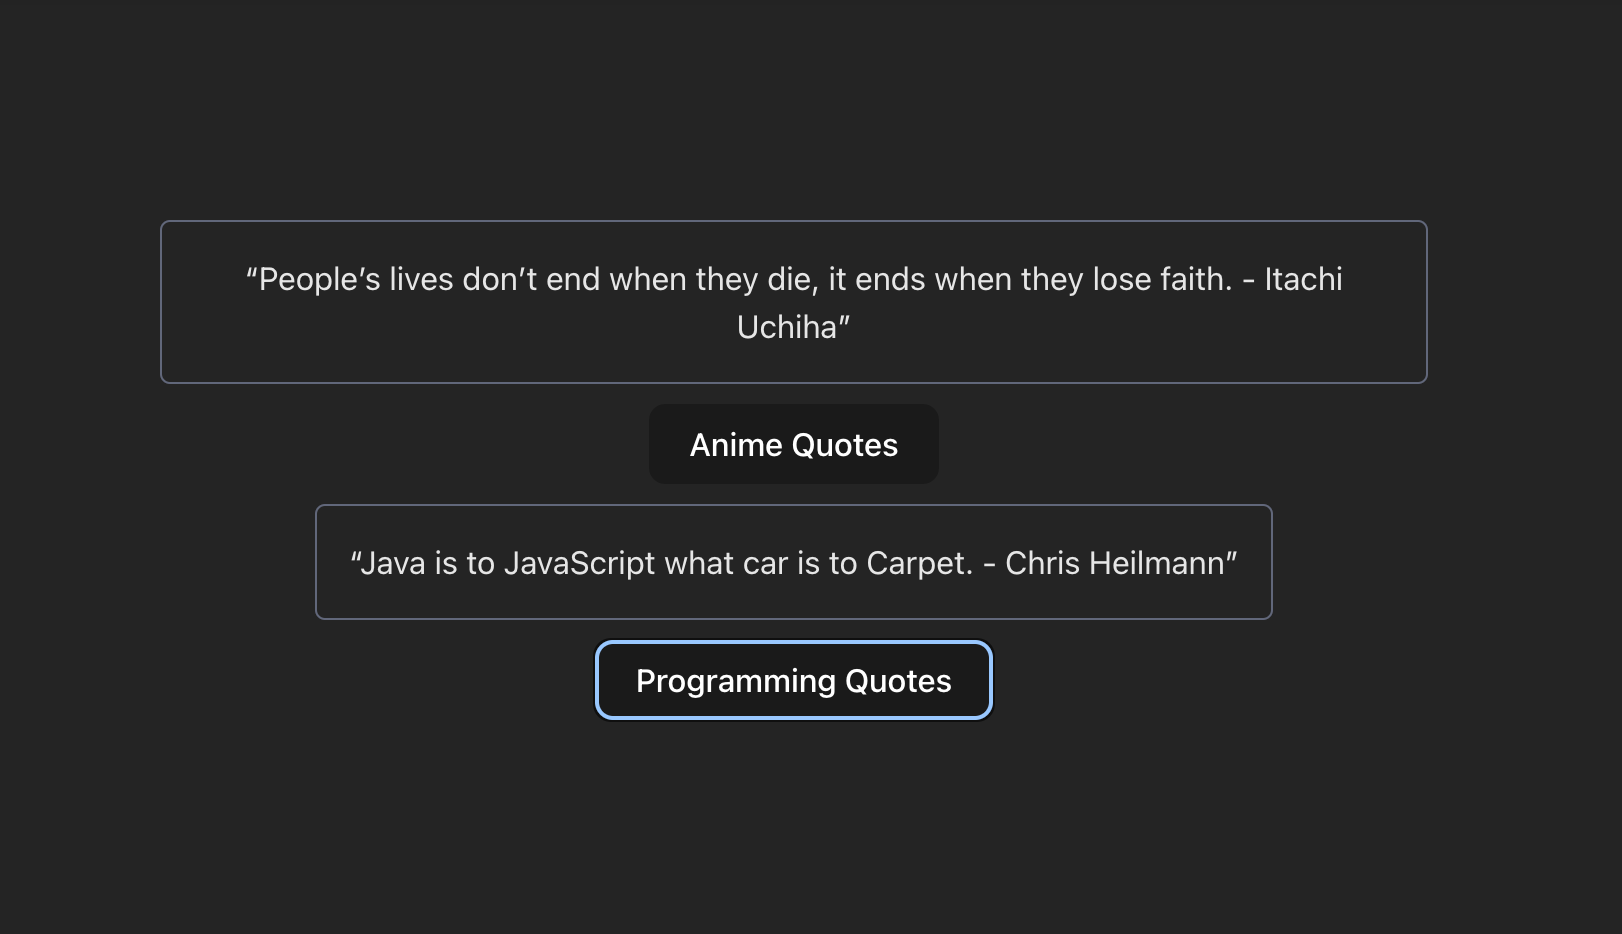 “People’s lives don’t end when they die, it ends when they lose faith. - Itachi
Uchiha”
Anime Quotes
“Java is to JavaScript what car is to Carpet. - Chris Heilmann”
Programming Quotes